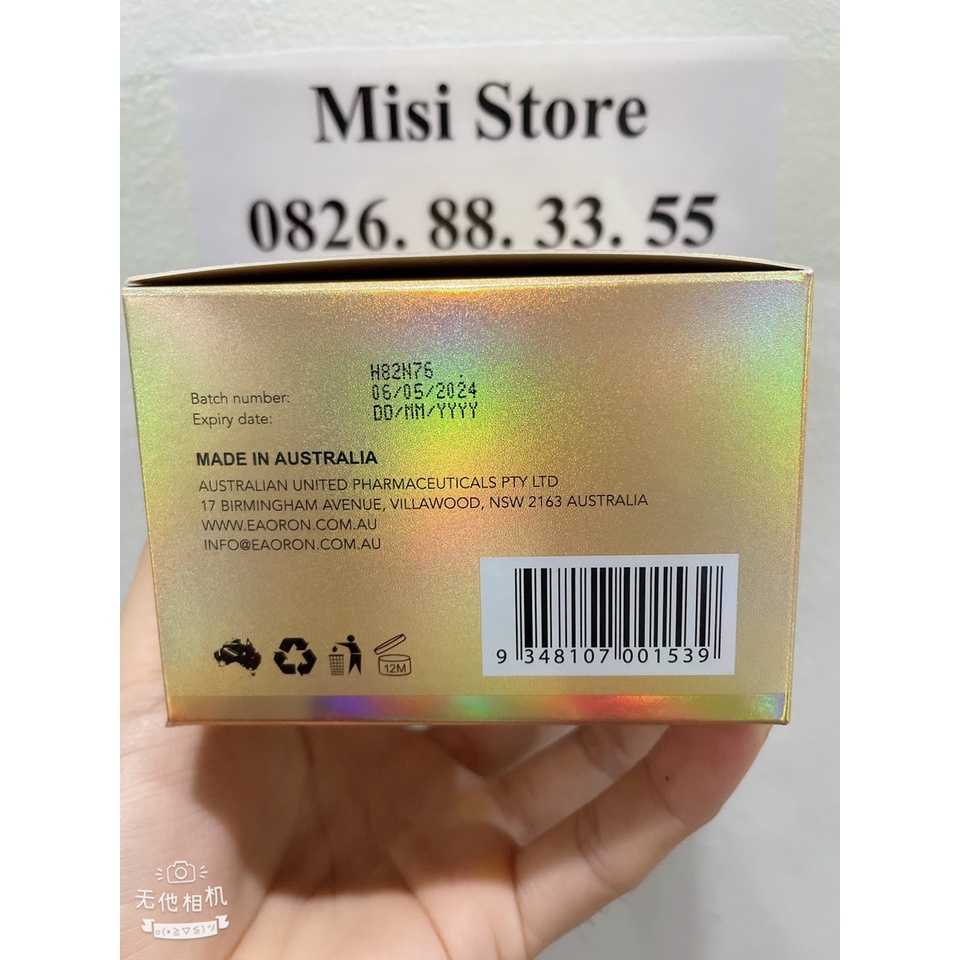 Misi Store
0826. 88. 33. 55
H82N76
Batch number:
06/05/2024
Expiry date:
DD/MM/YYYY
MADE IN AUSTRALIA
AUSTRALIAN UNITED PHARMACEUTICALS PTY LTD
17 BIRMINGHAM AVENUE, VILLAWOOD, NSW 2163 AUSTRALIA
WWW.EAORON.COM.AU
INFO@EAORON.COM.AU
12M
9 348107 001539
无他相机
o(*≧▽≦)ツ